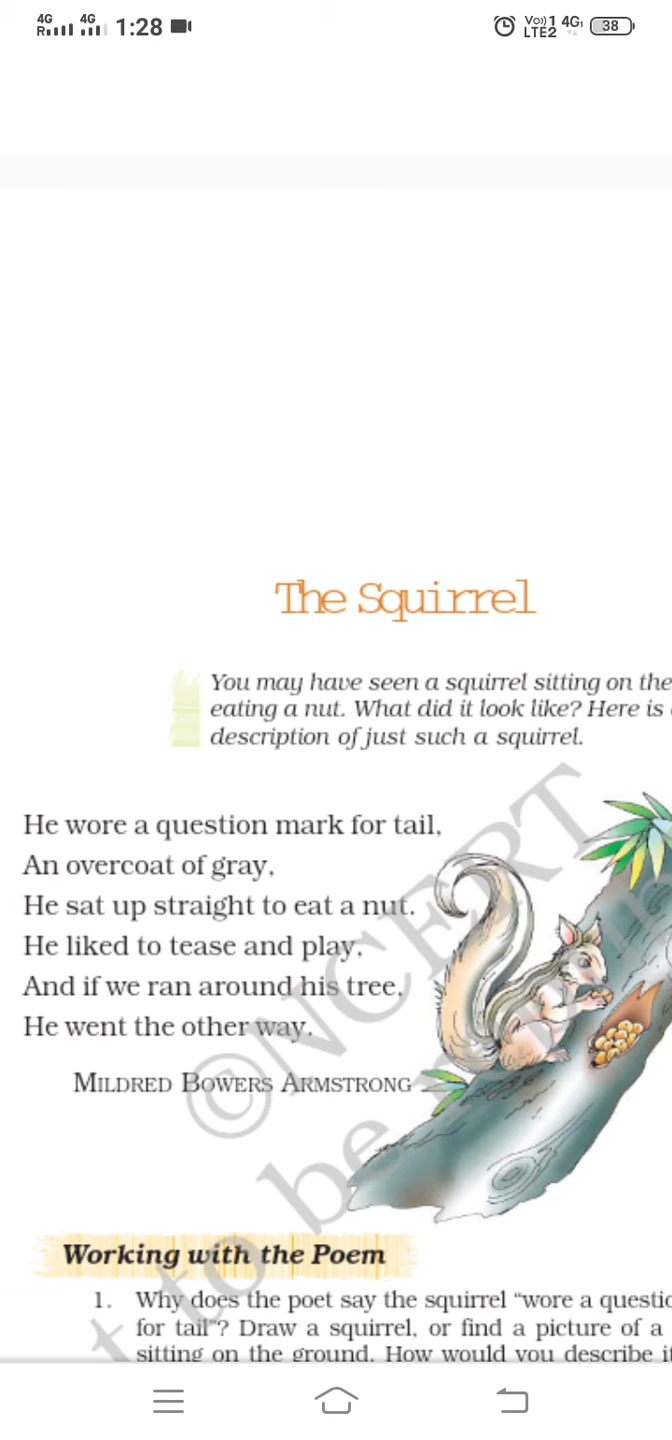 4G R 4G 1:28 Vo)) 1 4G LTE2 38
The Squirrel
You may have seen a squirrel sitting on the
eating a nut. What did it look like? Here is
description of just such a squirrel.
He wore a question mark for tail,
An overcoat of gray,
He sat up straight to eat a nut.
He liked to tease and play,
And if we ran around his tree,
He went the other way.
MILDRED BOWERS ARMSTRONG
©NCERT
t to be
Working with the Poem
1. Why does the poet say the squirrel “wore a questio
for tail”? Draw a squirrel, or find a picture of a
sitting on the ground. How would you describe it